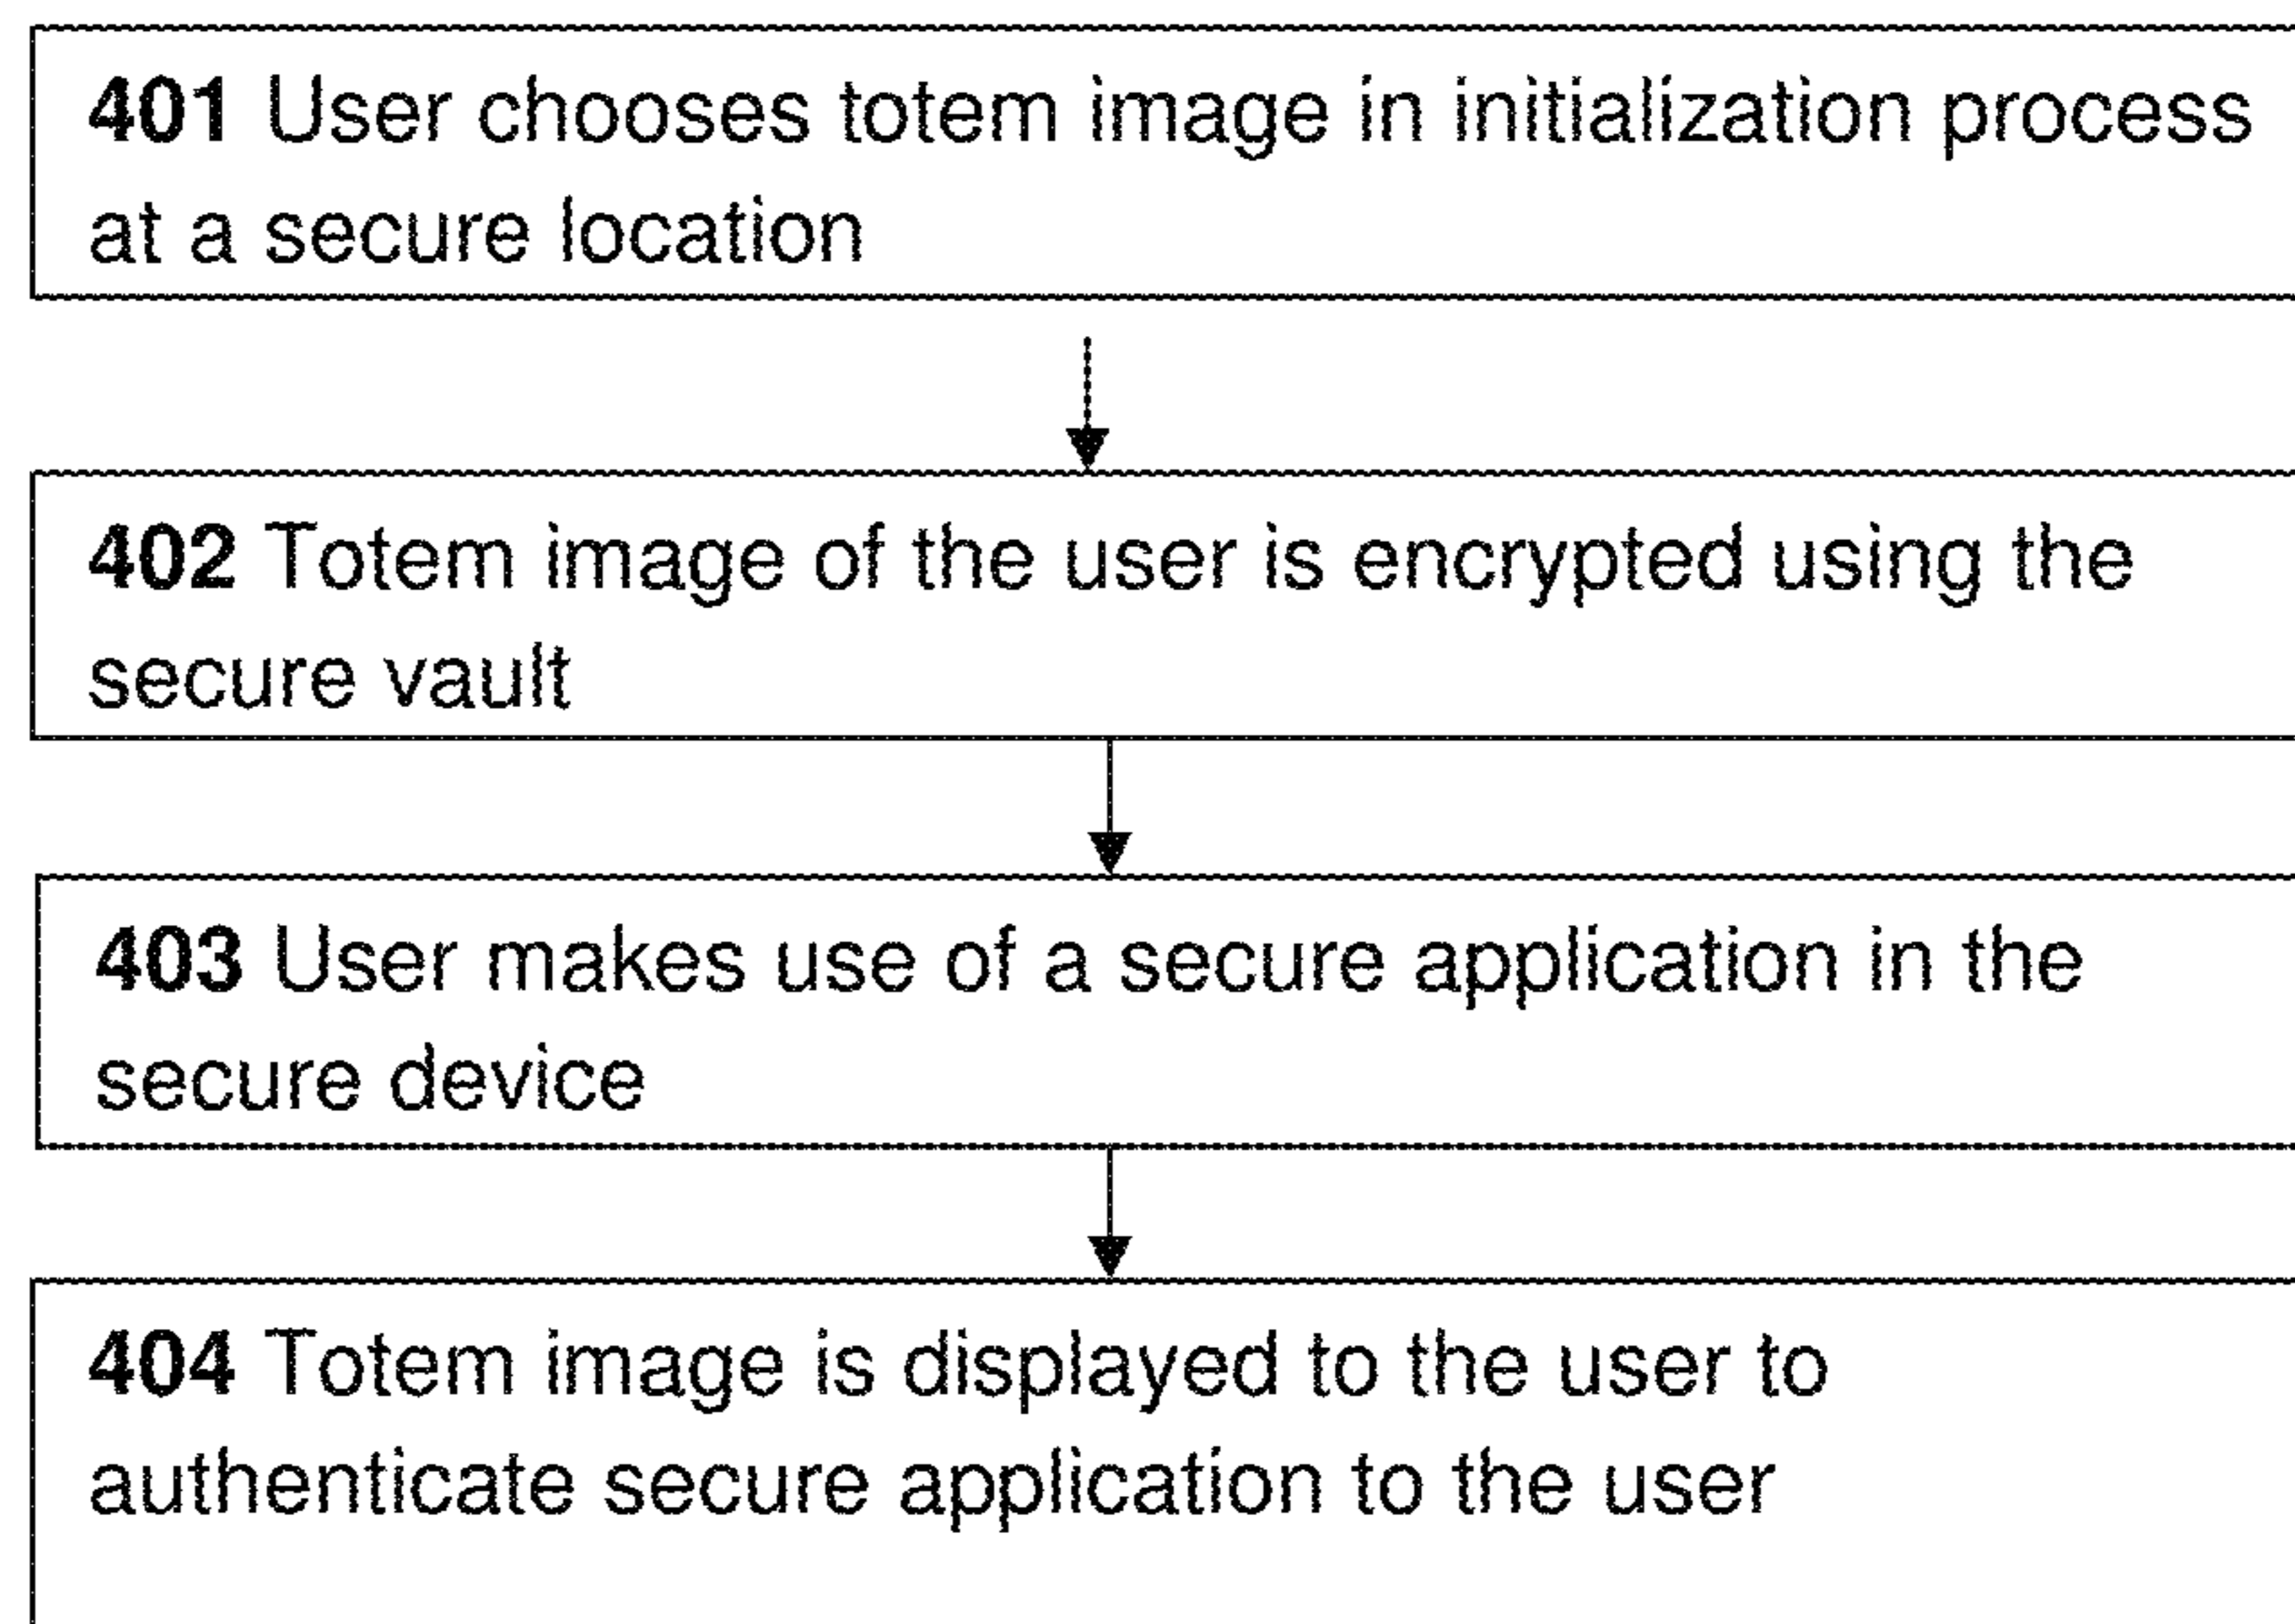 401 User chooses totem image in initialization process
at a secure location
402 Totem image of the user is encrypted using the
secure vault
403 User makes use of a secure application in the
secure device
404 Totem image is displayed to the user to
authenticate secure application to the user